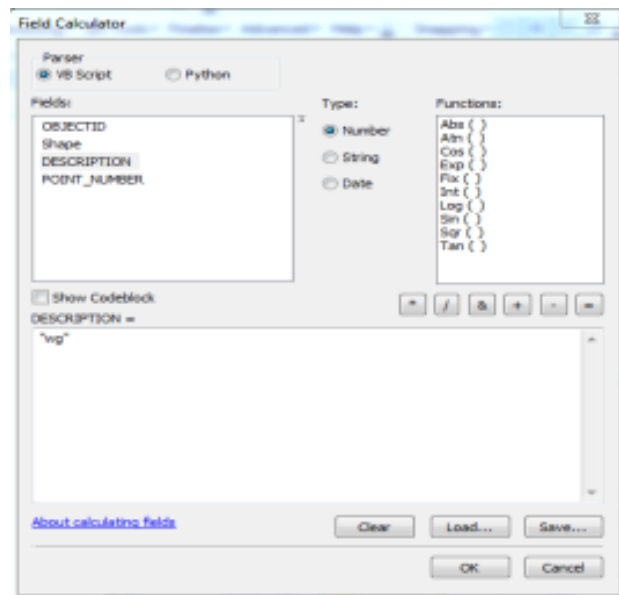 Field Calculator
Parser
VB Script
Python
Fields:
OBJECTID
Shape
DESCRIPTION
POINT_NUMBER
Type:
Number
String
Date
Functions:
Abs ( )
Atn ( )
Cos ( )
Exp ( )
Fix ( )
Int ( )
Log ( )
Sin ( )
Sqr ( )
Tan ( )
Show Codeblock
* / & + - =
DESCRIPTION =
"wg"
About calculating fields
Clear
Load...
Save...
OK
Cancel